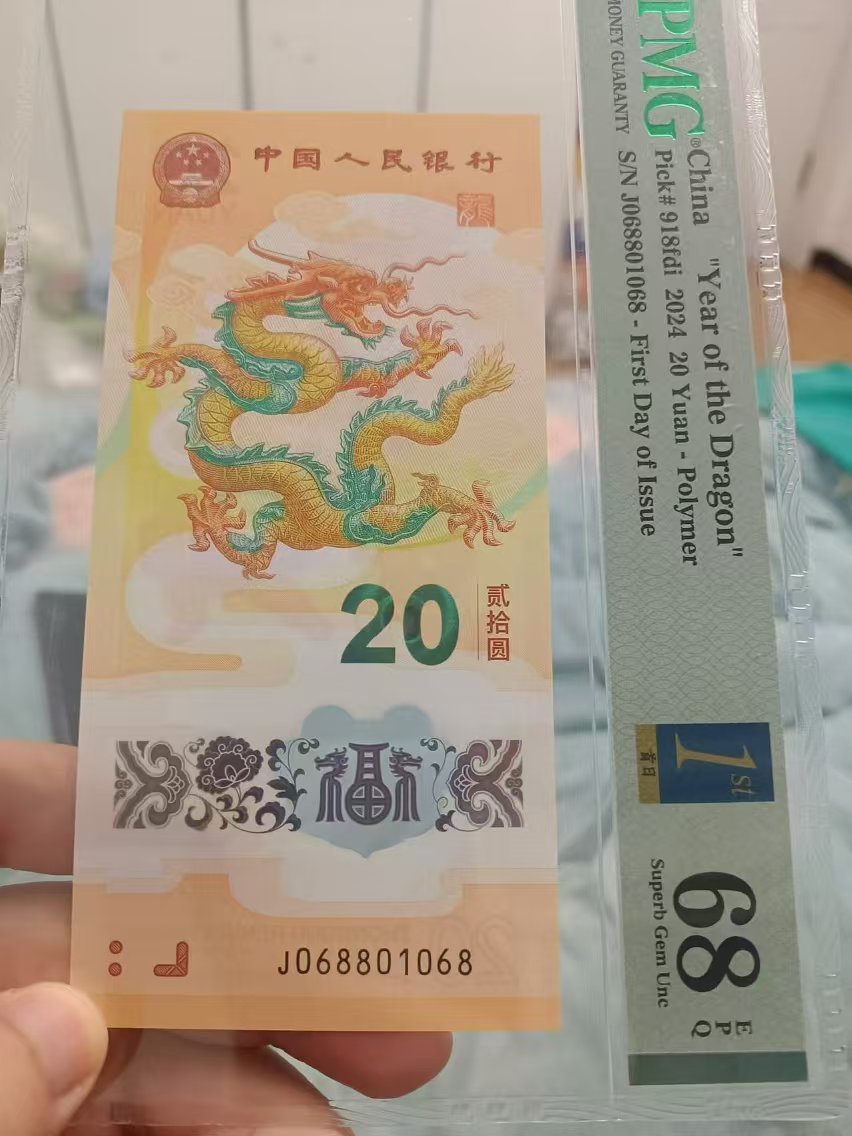 中国人民银行
龍
20
贰拾圆
福
J068801068
PMG®
MONEY GUARANTY
China "Year of the Dragon"
Pick# 918fdi 2024 20 Yuan - Polymer
S/N J068801068 - First Day of Issue
1st
首日
68
EPQ
Superb Gem Unc